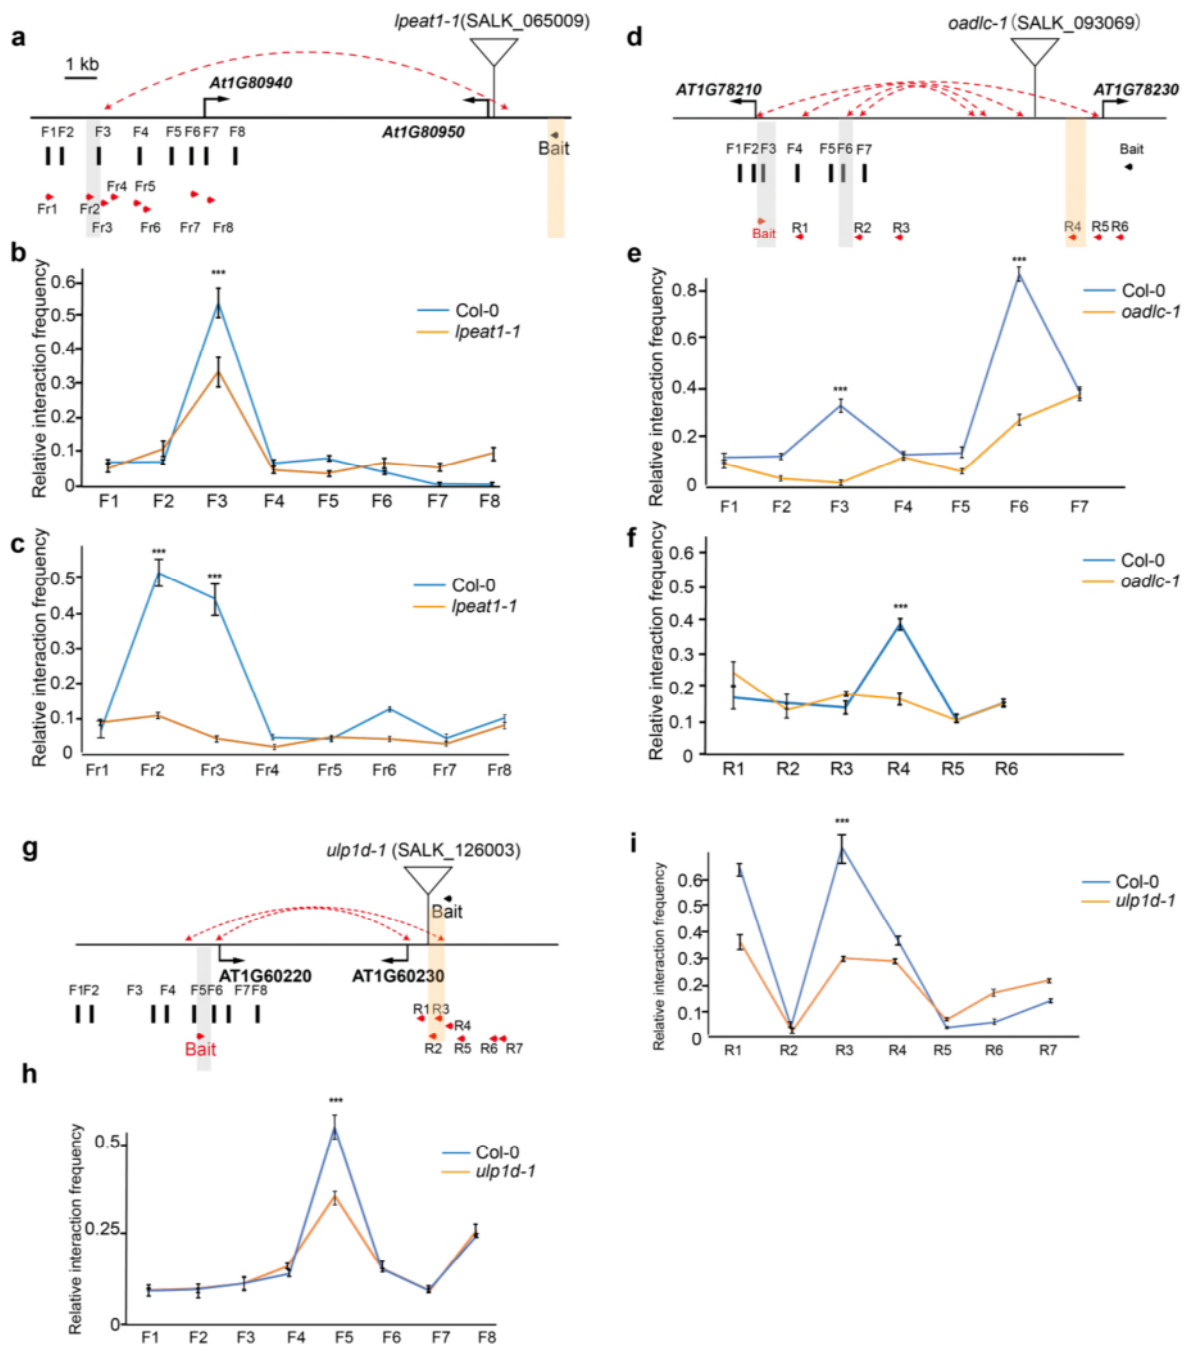 a
lpeat1-1(SALK_065009)
1 kb
At1G80940
At1G80950
F1 F2 F3 F4 F5 F6 F7 F8
Bait
Fr4 Fr5
Fr1 Fr2 Fr3 Fr6 Fr7 Fr8
b
Relative interaction frequency
0.6
0.5
0.4
0.3
0.2
0.1
0
***
Col-0
lpeat1-1
F1 F2 F3 F4 F5 F6 F7 F8
c
Relative interaction frequency
0.5
0.4
0.3
0.2
0.1
0
*** ***
Col-0
lpeat1-1
Fr1 Fr2 Fr3 Fr4 Fr5 Fr6 Fr7 Fr8
d
oadlc-1(SALK_093069)
AT1G78210 AT1G78230
F1 F2 F3 F4 F5 F6 F7
Bait
Bait R1 R2 R3 R4 R5 R6
e
Relative interaction frequency
0.8
0.6
0.4
0.2
0
*** ***
Col-0
oadlc-1
F1 F2 F3 F4 F5 F6 F7
f
Relative interaction frequency
0.6
0.5
0.4
0.3
0.2
0.1
0
***
Col-0
oadlc-1
R1 R2 R3 R4 R5 R6
g
ulp1d-1 (SALK_126003)
Bait
AT1G60220 AT1G60230
F1F2 F3 F4 F5F6 F7 F8
R1 R3
R4
Bait
R2 R5 R6 R7
h
Relative interaction frequency
0.5
0.25
0
***
Col-0
ulp1d-1
F1 F2 F3 F4 F5 F6 F7 F8
i
Relative interaction frequency
0.6
0.5
0.4
0.3
0.2
0.1
0
***
Col-0
ulp1d-1
R1 R2 R3 R4 R5 R6 R7